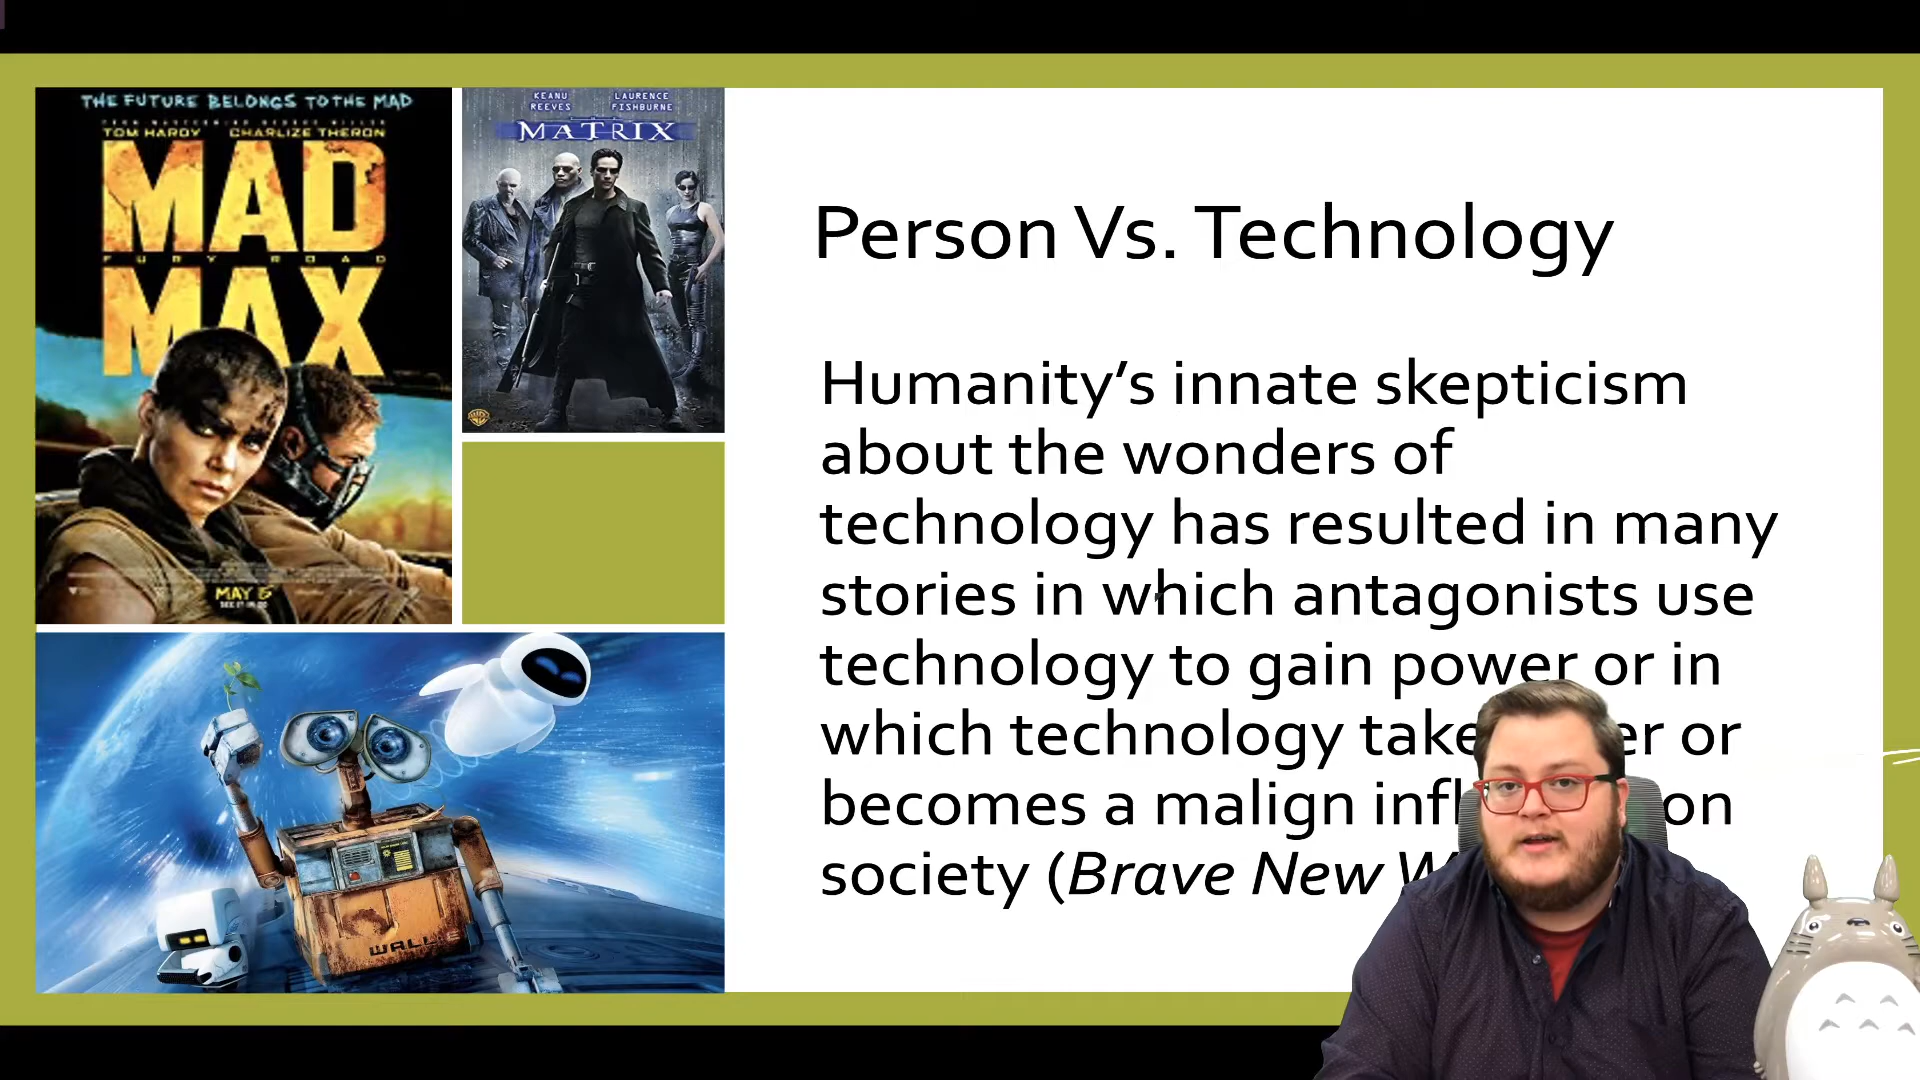 THE FUTURE BELONGS TO THE MAD
TOM HARDY CHARLIZE THERON
MAD
FURY ROAD
MAX
MAY 15
KEANU REEVES
LAURENCE FISHBURNE
MATRIX
WALL E
Person Vs. Technology
Humanity’s innate skepticism
about the wonders of
technology has resulted in many
stories in which antagonists use
technology to gain power or in
which technology take er or
becomes a malign infl on
society (Brave New W